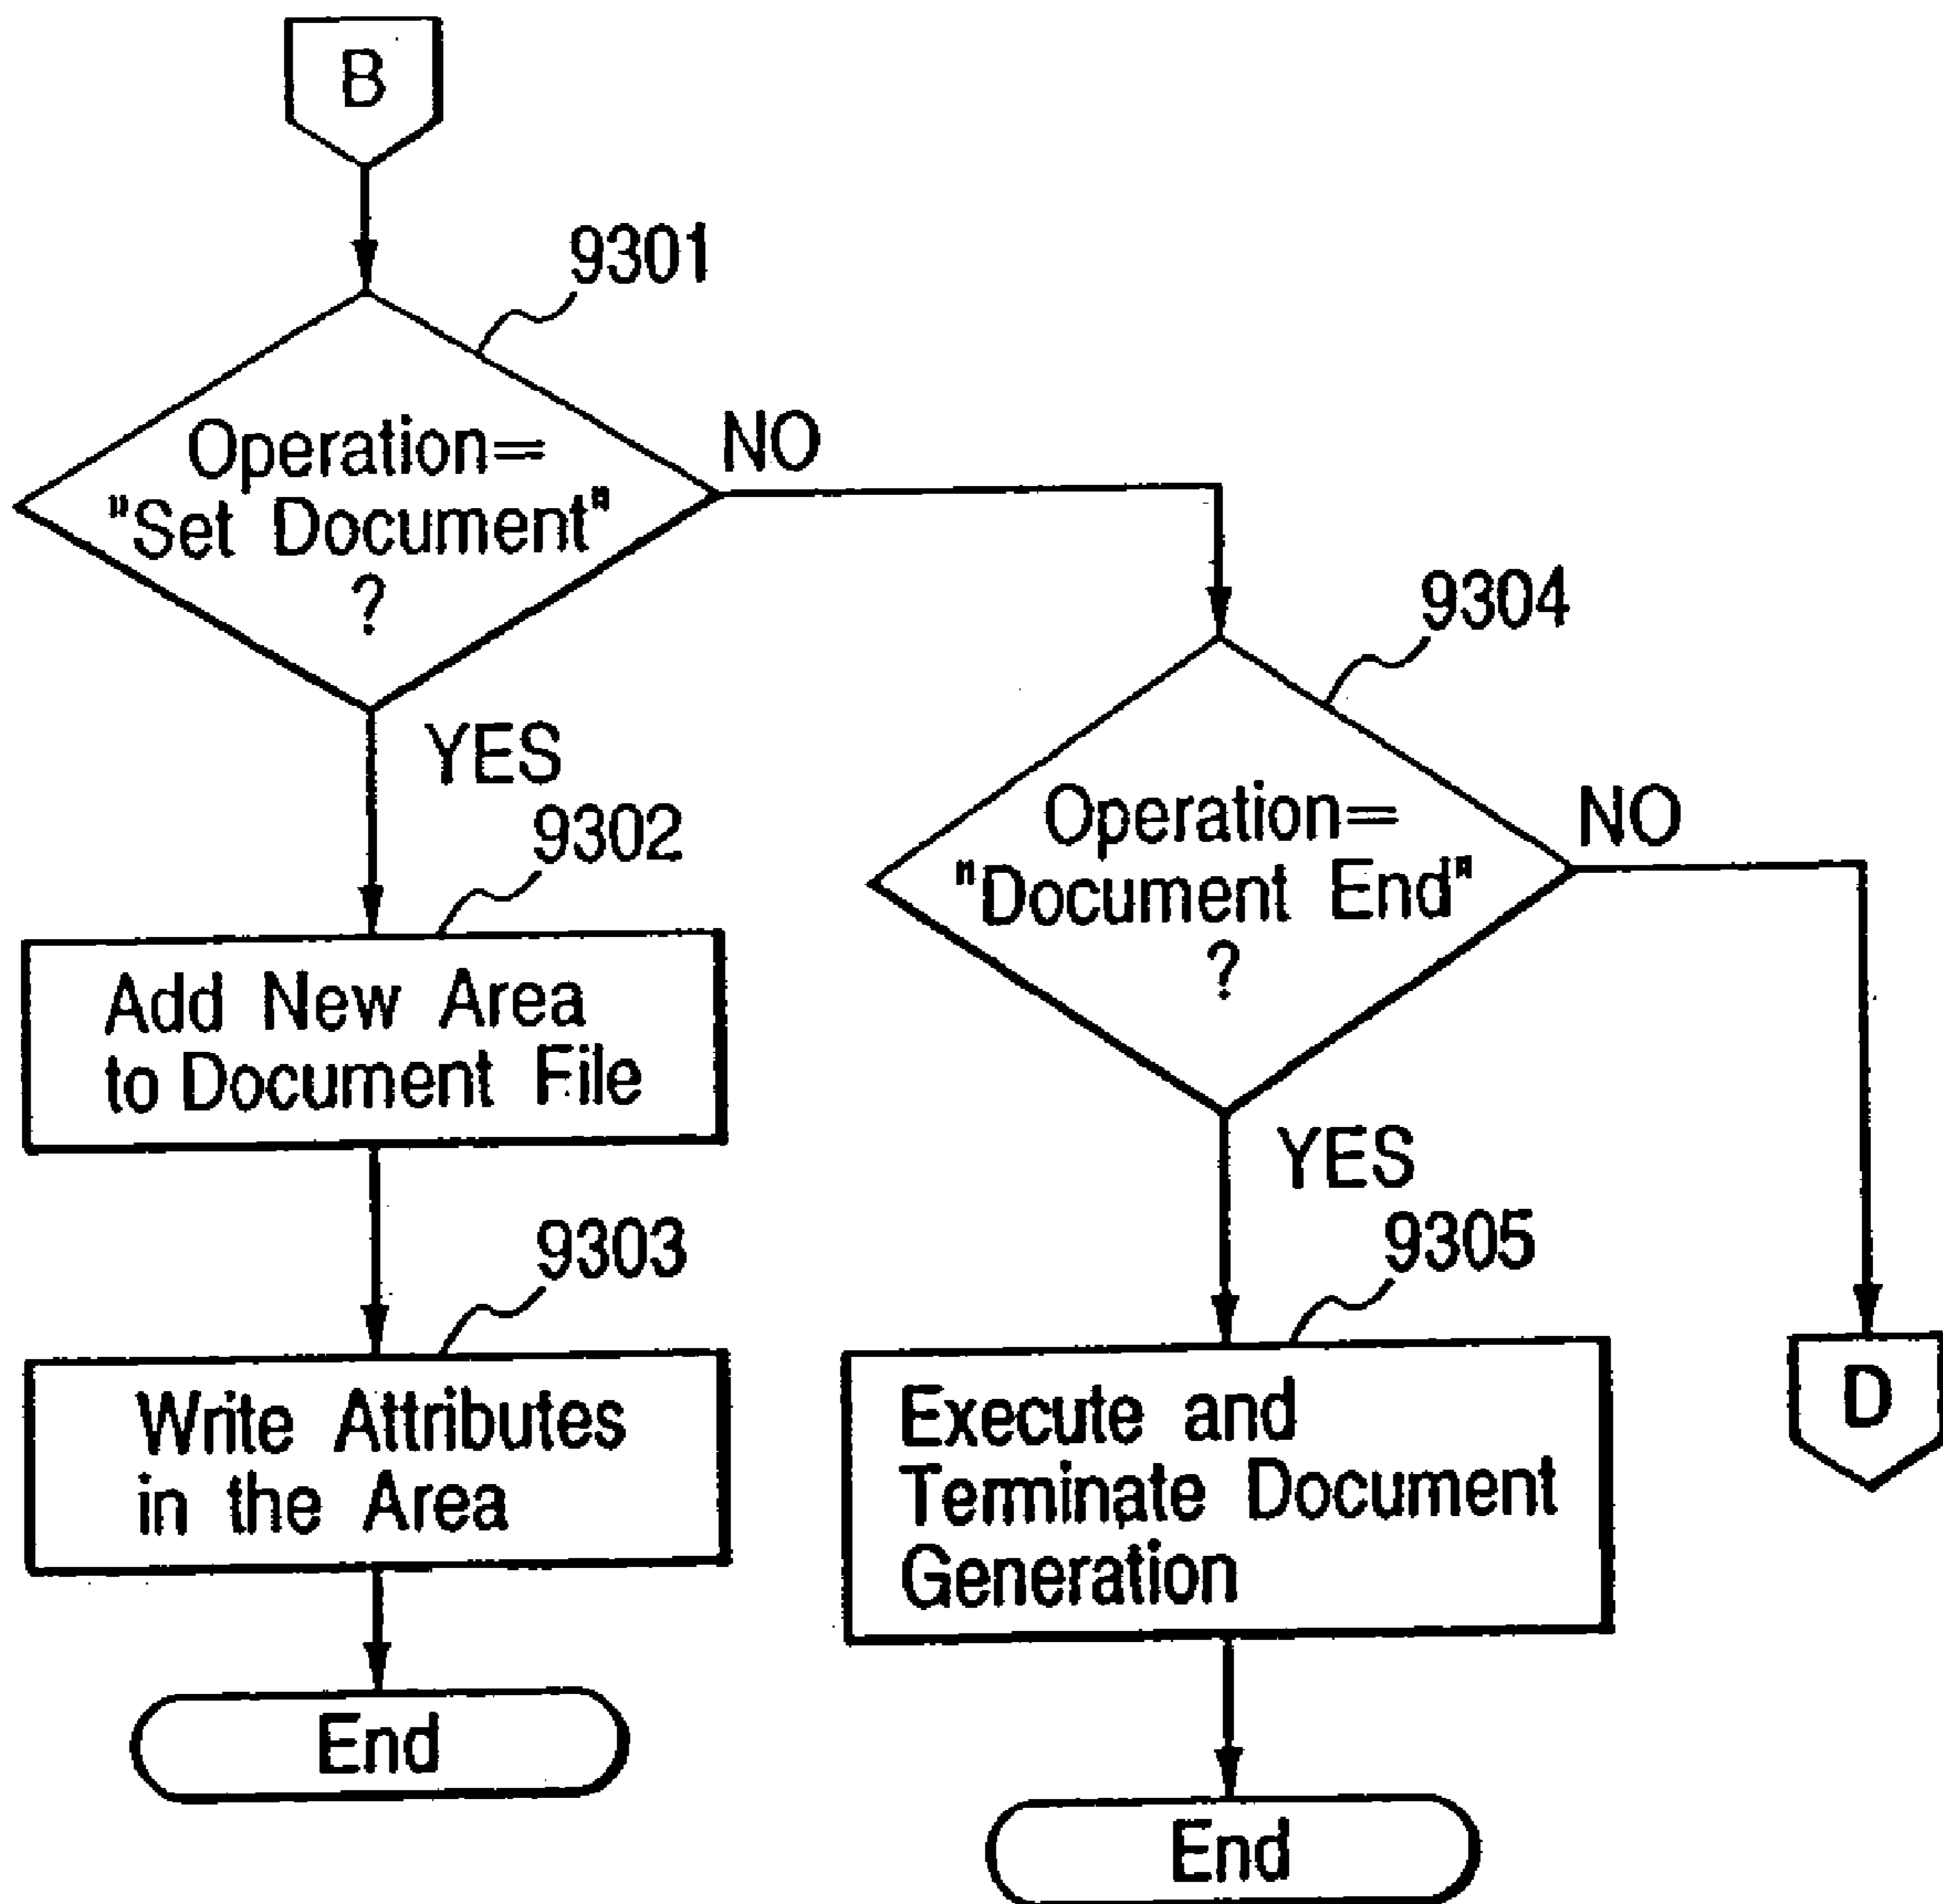 B
9301
Operation=
"Set Document"
?
NO
YES
9302
Add New Area
to Document File
9303
Write Attributes
in the Area
End
9304
Operation=
"Document End"
?
NO
YES
9305
Execute and
Terminate Document
Generation
End
D